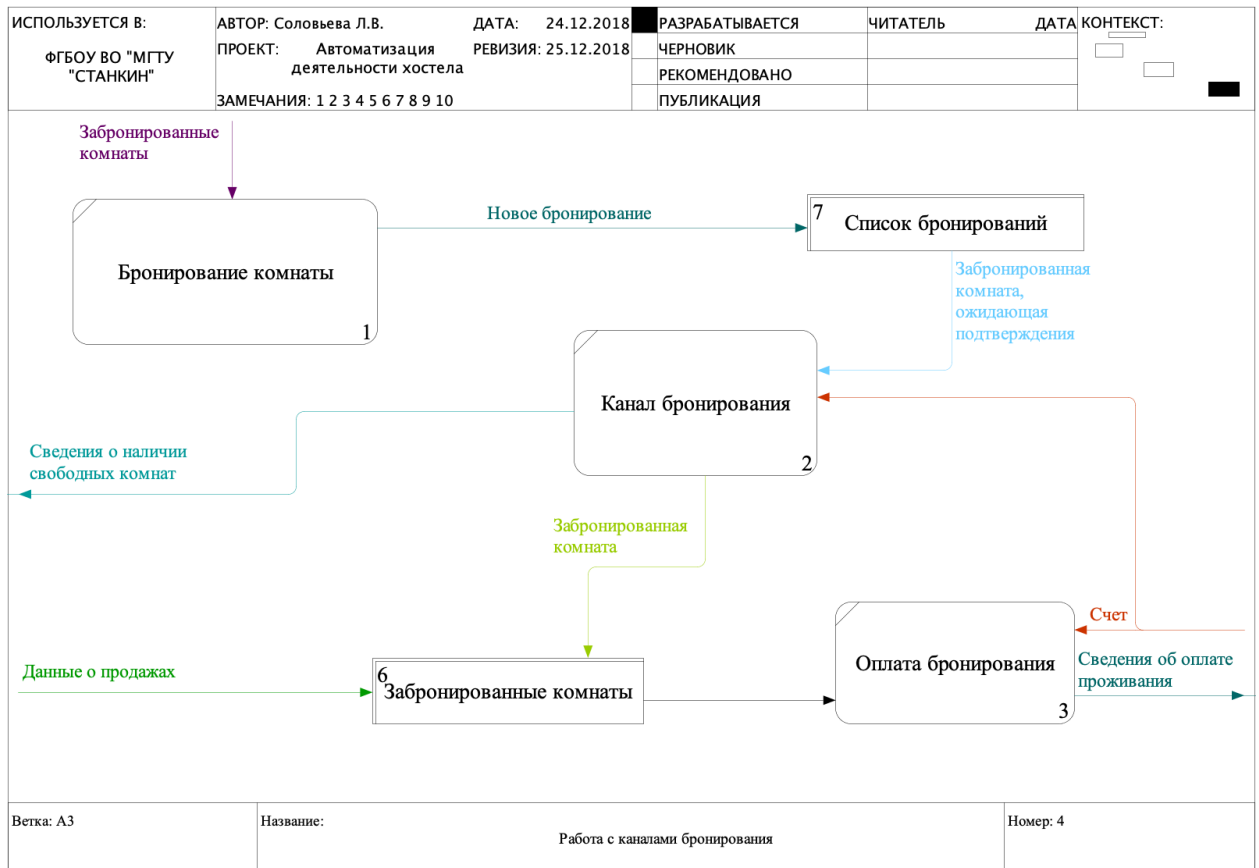 ИСПОЛЬЗУЕТСЯ В:
ФГБОУ ВО "МГТУ
"СТАНКИН"
АВТОР: Соловьева Л.В.
ДАТА: 24.12.2018
ПРОЕКТ: Автоматизация
деятельности хостела
РЕВИЗИЯ: 25.12.2018
ЗАМЕЧАНИЯ: 1 2 3 4 5 6 7 8 9 10
РАЗРАБАТЫВАЕТСЯ
ЧЕРНОВИК
РЕКОМЕНДОВАНО
ПУБЛИКАЦИЯ
ЧИТАТЕЛЬ
ДАТА
КОНТЕКСТ:
Забронированные
комнаты
Бронирование комнаты
1
Новое бронирование
7
Список бронирований
Забронированная
комната,
ожидающая
подтверждения
Канал бронирования
2
Сведения о наличии
свободных комнат
Забронированная
комната
Счет
Оплата бронирования
3
Сведения об оплате
проживания
Данные о продажах
6
Забронированные комнаты
Ветка: A3
Название:
Работа с каналами бронирования
Номер: 4